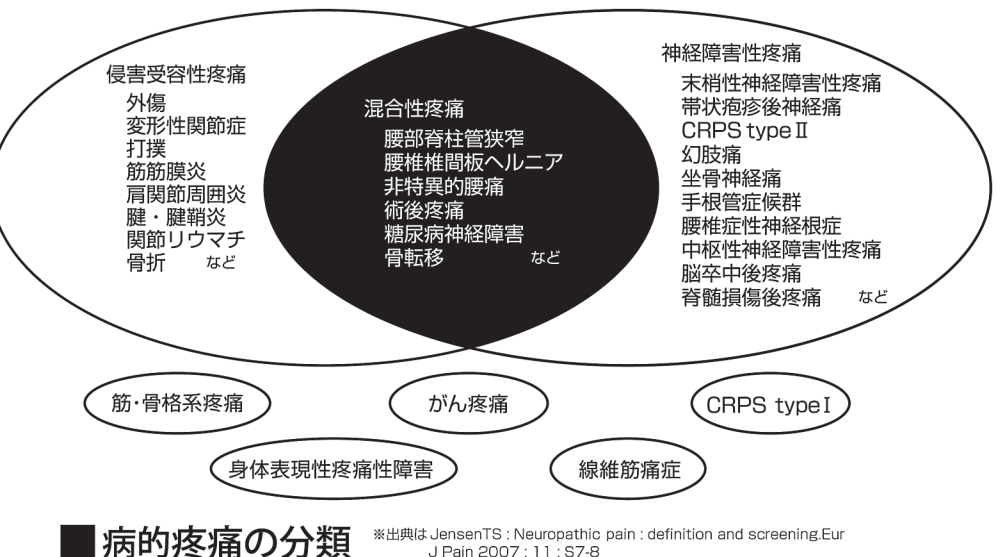 侵害受容性疼痛
外傷
変形性関節症
打撲
筋筋膜炎
肩関節周囲炎
腱・腱鞘炎
関節リウマチ
骨折 など
混合性疼痛
腰部脊柱管狭窄
腰椎椎間板ヘルニア
非特異的腰痛
術後疼痛
糖尿病神経障害
骨転移 など
神経障害性疼痛
末梢性神経障害性疼痛
帯状疱疹後神経痛
CRPS typeⅡ
幻肢痛
坐骨神経痛
手根管症候群
腰椎症性神経根症
中枢性神経障害性疼痛
脳卒中後疼痛
脊髄損傷後疼痛 など
筋・骨格系疼痛
がん疼痛
CRPS typeⅠ
身体表現性疼痛性障害
線維筋痛症
■病的疼痛の分類
※出典は JensenTS : Neuropathic pain : definition and screening.Eur
J Pain 2007 : 11 : S7-8